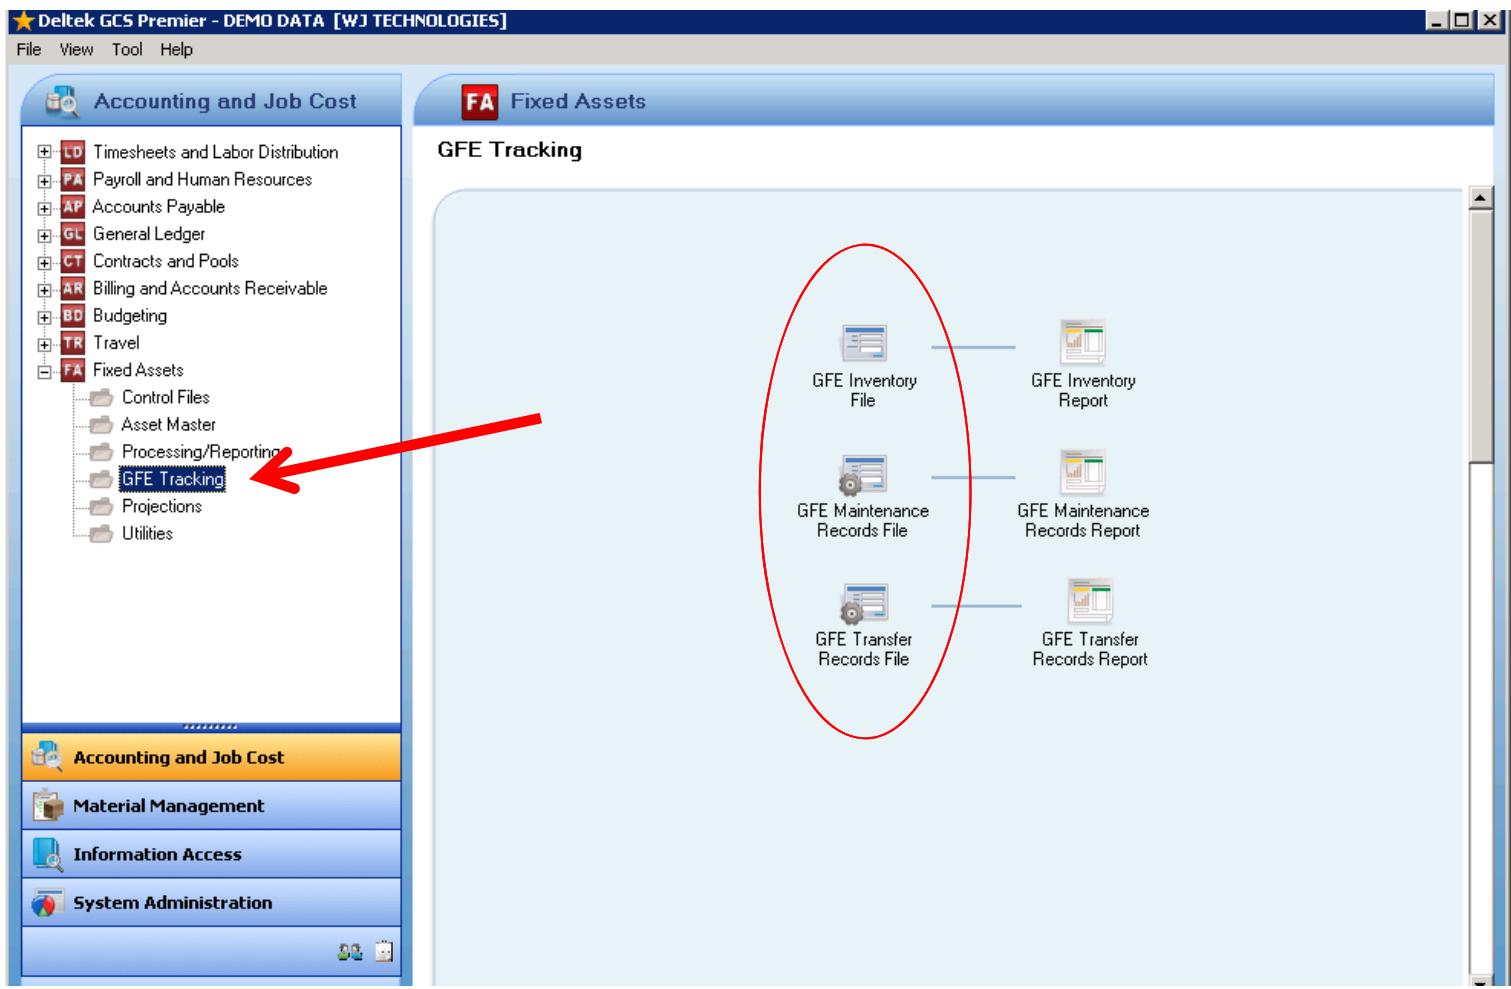 Deltek GCS Premier - DEMO DATA [WJ TECHNOLOGIES]
File View Tool Help
Accounting and Job Cost
FA Fixed Assets
GFE Tracking
LD Timesheets and Labor Distribution
PA Payroll and Human Resources
AP Accounts Payable
GL General Ledger
CT Contracts and Pools
AR Billing and Accounts Receivable
BD Budgeting
TR Travel
FA Fixed Assets
Control Files
Asset Master
Processing/Reporting
GFE Tracking
Projections
Utilities
GFE Inventory
File
GFE Inventory
Report
GFE Maintenance
Records File
GFE Maintenance
Records Report
GFE Transfer
Records File
GFE Transfer
Records Report
Accounting and Job Cost
Material Management
Information Access
System Administration